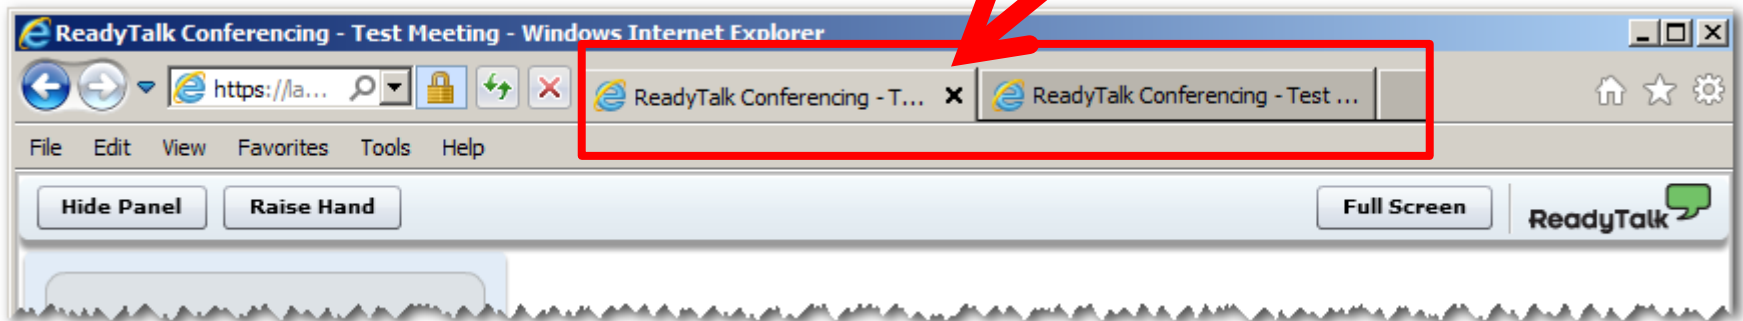 ReadyTalk Conferencing - Test Meeting - Windows Internet Explorer
https://la... ReadyTalk Conferencing - T... ReadyTalk Conferencing - Test ...
File Edit View Favorites Tools Help
Hide Panel Raise Hand Full Screen ReadyTalk